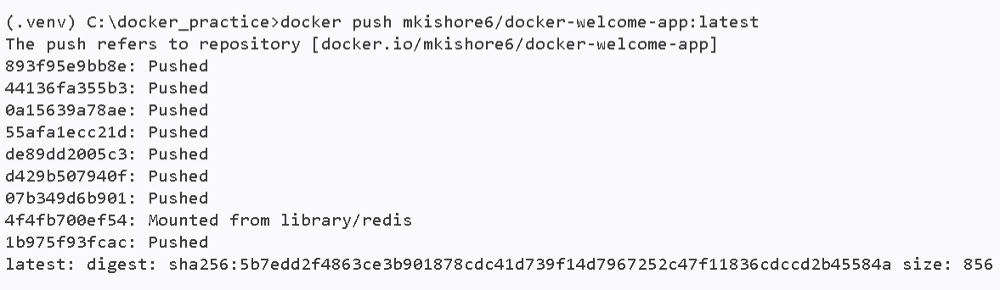 (.venv) C:\docker_practice>docker push mkishore6/docker-welcome-app:latest
The push refers to repository [docker.io/mkishore6/docker-welcome-app]
893f95e9bb8e: Pushed
44136fa355b3: Pushed
0a15639a78ae: Pushed
55afa1ecc21d: Pushed
de89dd2005c3: Pushed
d429b507940f: Pushed
07b349d6b901: Pushed
4f4fb700ef54: Mounted from library/redis
1b975f93fcac: Pushed
latest: digest: sha256:5b7edd2f4863ce3b901878cdc41d739f14d7967252c47f11836cdccd2b45584a size: 856